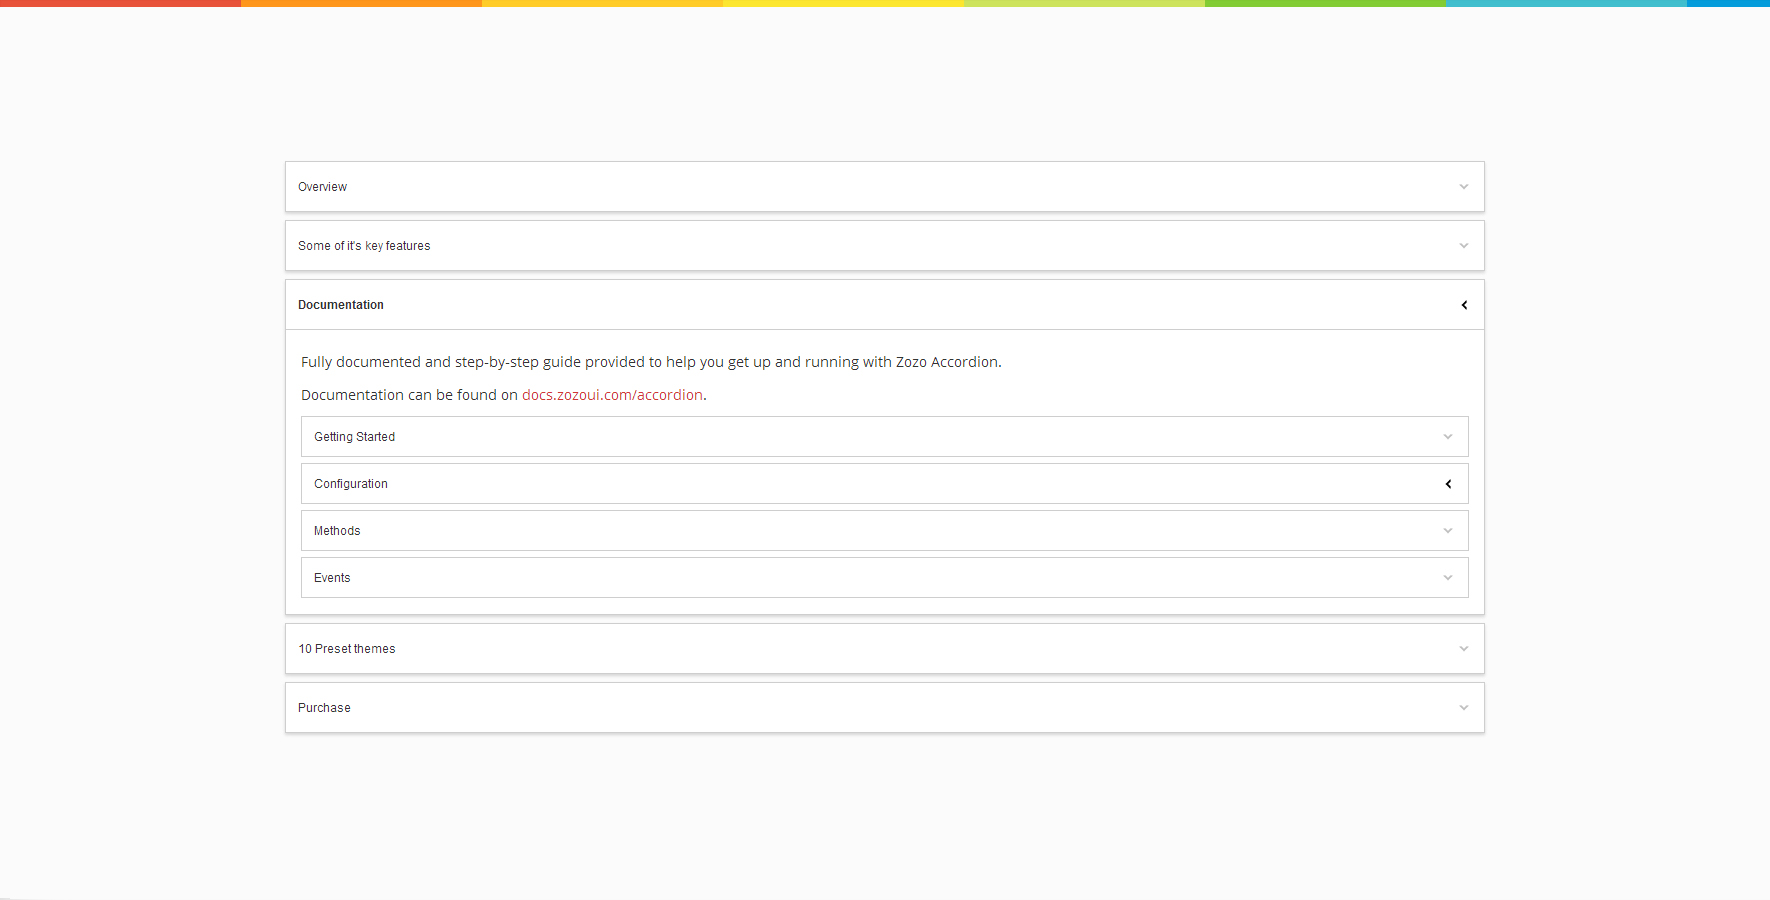 Overview
Some of it's key features
Documentation
Fully documented and step-by-step guide provided to help you get up and running with Zozo Accordion.
Documentation can be found on docs.zozoui.com/accordion.
Getting Started
Configuration
Methods
Events
10 Preset themes
Purchase